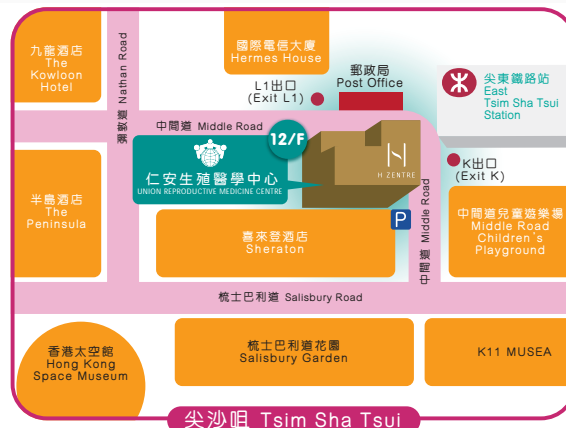 九龍酒店
The
Kowloon
Hotel
彌敦道 Nathan Road
國際電信大廈
Hermes House
L1出口
(Exit L1)
郵政局
Post Office
尖東鐵路站
East
Tsim Sha Tsui
Station
中間道 Middle Road
12/F
仁安生殖醫學中心
UNION REPRODUCTIVE MEDICINE CENTRE
H ZENTRE
K出口
(Exit K)
半島酒店
The
Peninsula
喜來登酒店
Sheraton
P
中間道 Middle Road
中間道兒童遊樂場
Middle Road
Children's
Playground
梳士巴利道 Salisbury Road
香港太空館
Hong Kong
Space Museum
梳士巴利道花園
Salisbury Garden
K11 MUSEA
尖沙咀 Tsim Sha Tsui